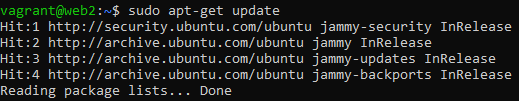 vagrant@web2:~$ sudo apt-get update
Hit:1 http://security.ubuntu.com/ubuntu jammy-security InRelease
Hit:2 http://archive.ubuntu.com/ubuntu jammy InRelease
Hit:3 http://archive.ubuntu.com/ubuntu jammy-updates InRelease
Hit:4 http://archive.ubuntu.com/ubuntu jammy-backports InRelease
Reading package lists... Done